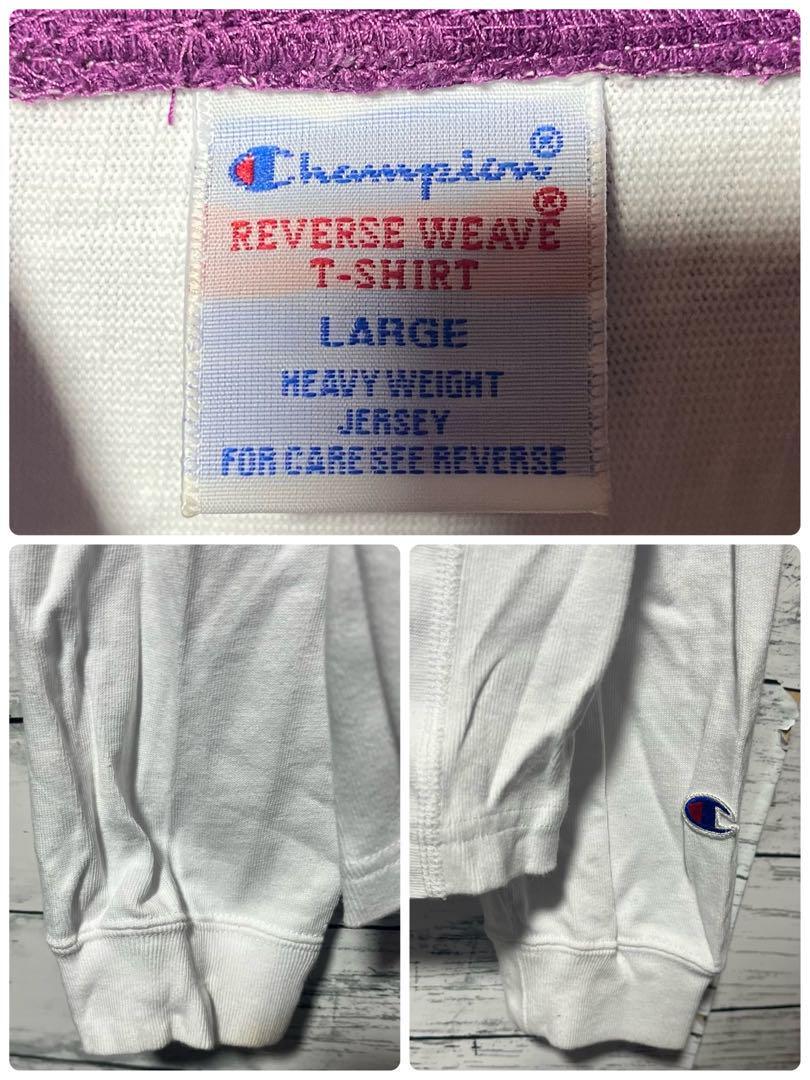 Champion®
REVERSE WEAVE®
T-SHIRT
LARGE
HEAVY WEIGHT
JERSEY
FOR CARE SEE REVERSE